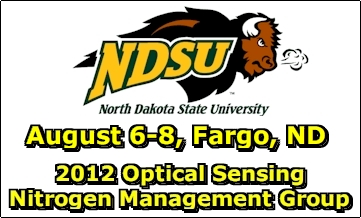 NDSU
North Dakota State University
August 6-8, Fargo, ND
2012 Optical Sensing
Nitrogen Management Group